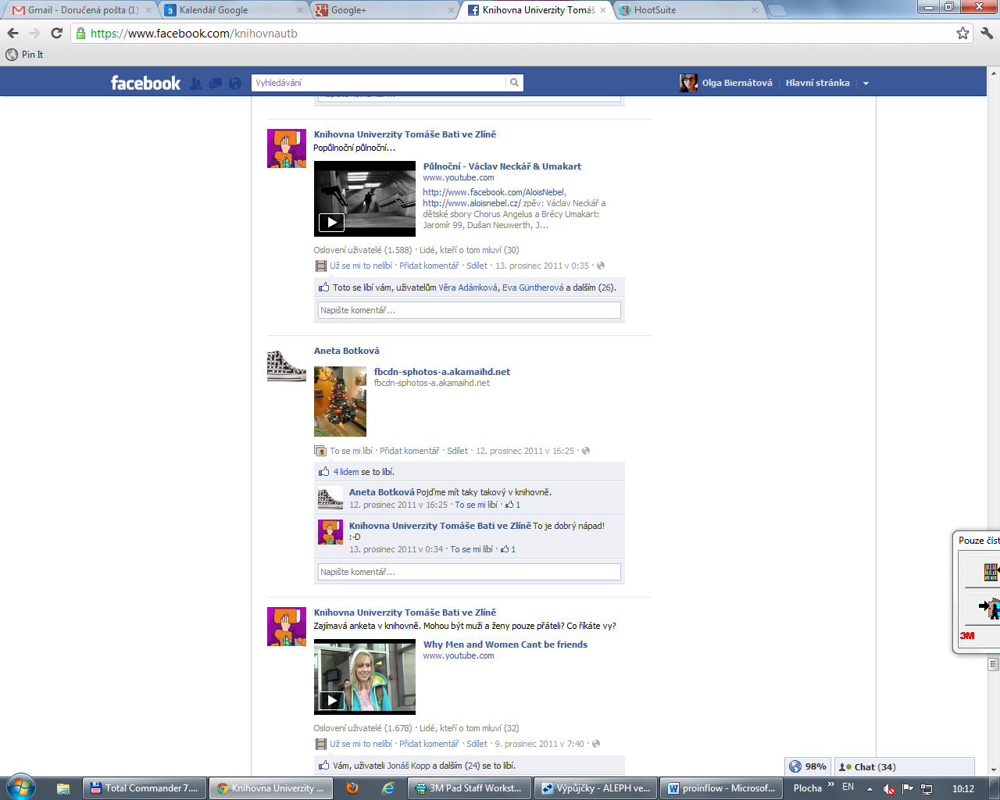 Gmail - Doručená pošta (1)
Kalendář Google
Google+
Knihovna Univerzity Tomáš
HootSuite
https://www.facebook.com/knihovnautb
Pin It
facebook
Vyhledávání
Olga Biernátová
Hlavní stránka
Knihovna Univerzity Tomáše Bati ve Zlíně
Popůlnoční půlnoční...
Půlnoční - Václav Neckář & Umakart
www.youtube.com
http://www.facebook.com/AloisNebel,
http://www.aloisnebel.cz/ zpěv: Václav Neckář a
dětské sbory Chorus Angelus a Brécy Umakart:
Jaromír 99, Dušan Neuwerth, J...
Oslovení uživatelé (1.588) · Lidé, kteří o tom mluví (30)
Už se mi to nelíbí · Přidat komentář · Sdílet · 13. prosinec 2011 v 0:35 ·
Toto se líbí vám, uživatelům Věra Adámková, Eva Güntherová a dalším (26).
Napište komentář...
Aneta Botková
fbcdn-sphotos-a.akamaihd.net
fbcdn-sphotos-a.akamaihd.net
To se mi líbí · Přidat komentář · Sdílet · 12. prosinec 2011 v 16:25 ·
4 lidem se to líbí.
Aneta Botková Pojďme mít taky takový v knihovně.
12. prosinec 2011 v 16:25 · To se mi líbí · 1
Knihovna Univerzity Tomáše Bati ve Zlíně To je dobrý nápad!
:-D
13. prosinec 2011 v 0:34 · To se mi líbí · 1
Napište komentář...
Pouze číst
3M
Knihovna Univerzity Tomáše Bati ve Zlíně
Zajímavá anketa v knihovně. Mohou být muži a ženy pouze přáteli? Co říkáte vy?
Why Men and Women Cant be friends
www.youtube.com
Oslovení uživatelé (1.678) · Lidé, kteří o tom mluví (32)
Už se mi to nelíbí · Přidat komentář · Sdílet · 9. prosinec 2011 v 7:40 ·
Vám, uživateli Jonáš Kopp a dalším (24) se to líbí.
98%
Chat (34)
Total Commander 7....
Knihovna Univerzity ...
3M Pad Staff Workst...
Výpůjčky - ALEPH ve...
proinflow - Microsof...
Plocha
EN
10:12